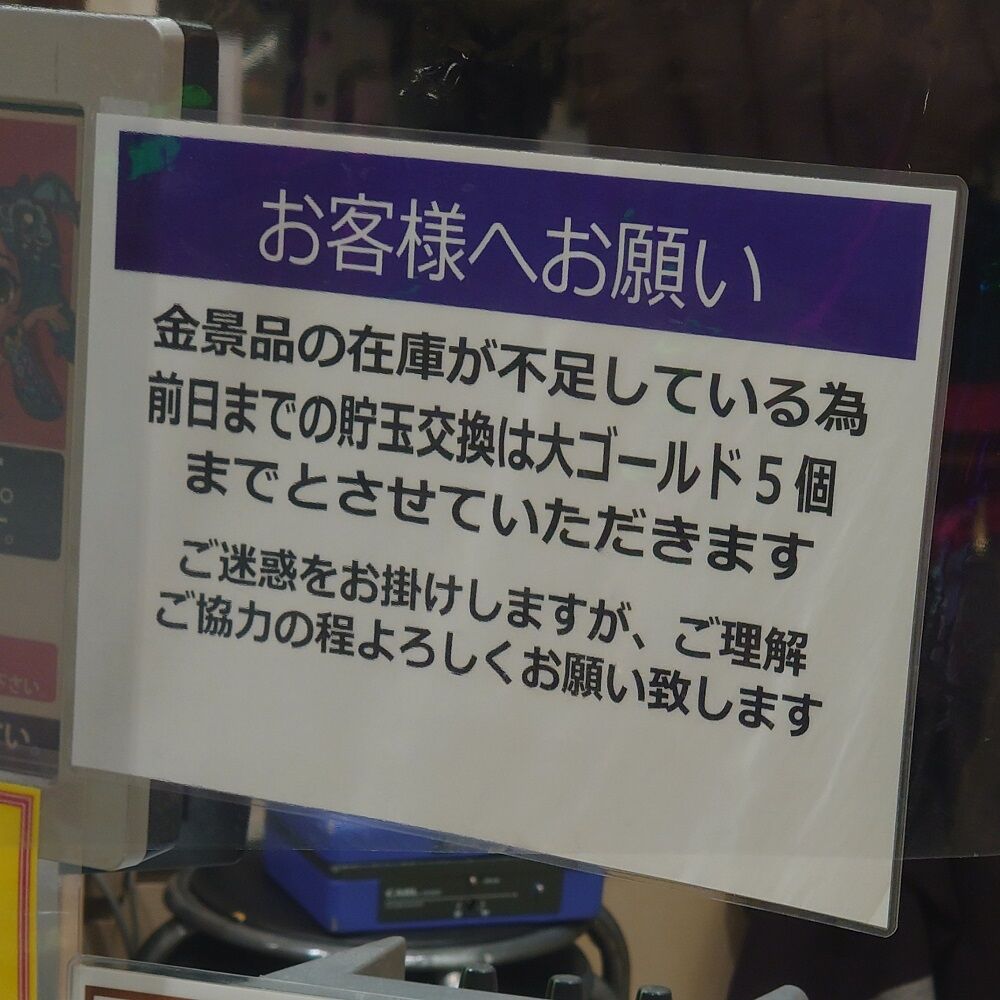 お客様へお願い
金景品の在庫が不足している為
前日までの貯玉交換は大ゴールド5個
までとさせていただきます
ご迷惑をお掛けしますが、ご理解
ご協力の程よろしくお願い致します